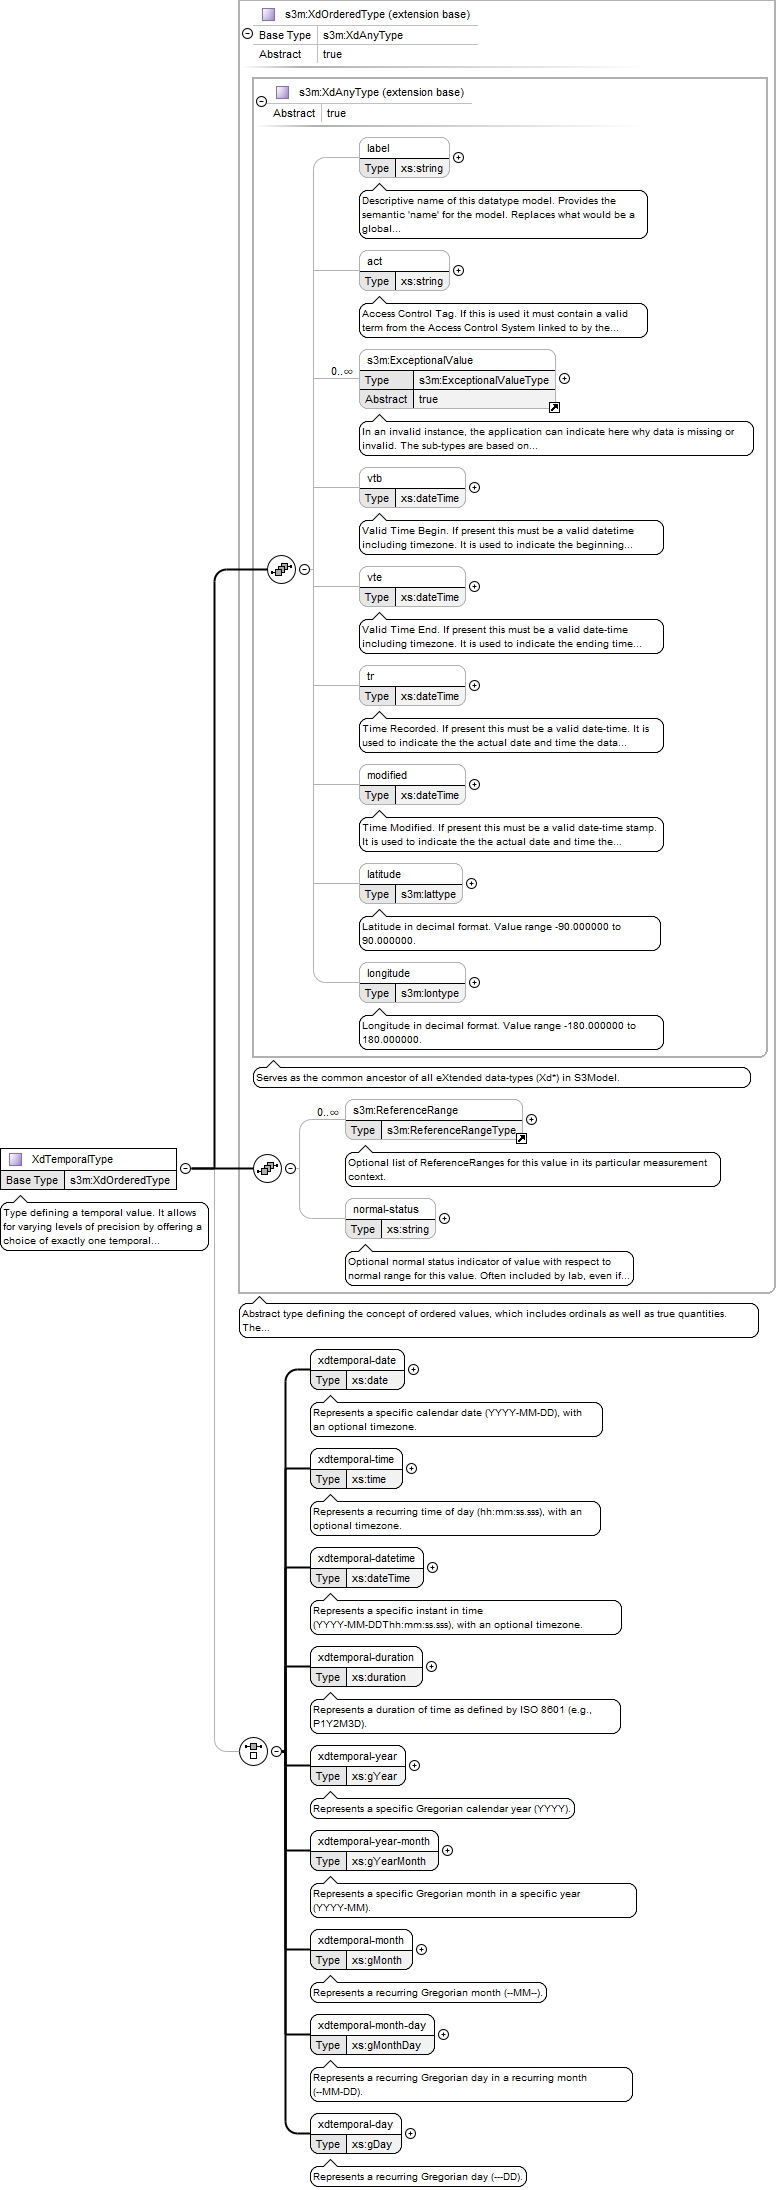 s3m:XdOrderedType (extension base)
Base Type s3m:XdAnyType
Abstract true
s3m:XdAnyType (extension base)
Abstract true
label
Type xs:string
Descriptive name of this datatype model. Provides the
semantic 'name' for the model. Replaces what would be a
global...
act
Type xs:string
Access Control Tag. If this is used it must contain a valid
term from the Access Control System linked to by the...
0..∞
s3m:ExceptionalValue
Type s3m:ExceptionalValueType
Abstract true
In an invalid instance, the application can indicate here why data is missing or
invalid. The sub-types are based on...
vtb
Type xs:dateTime
Valid Time Begin. If present this must be a valid datetime
including timezone. It is used to indicate the beginning...
vte
Type xs:dateTime
Valid Time End. If present this must be a valid date-time
including timezone. It is used to indicate the ending time...
tr
Type xs:dateTime
Time Recorded. If present this must be a valid date-time. It is
used to indicate the the actual date and time the data...
modified
Type xs:dateTime
Time Modified. If present this must be a valid date-time stamp.
It is used to indicate the the actual date and time the...
latitude
Type s3m:lattype
Latitude in decimal format. Value range -90.000000 to
90.000000.
longitude
Type s3m:lontype
Longitude in decimal format. Value range -180.000000 to
180.000000.
Serves as the common ancestor of all eXtended data-types (Xd*) in S3Model.
0..∞
s3m:ReferenceRange
Type s3m:ReferenceRangeType
Optional list of ReferenceRanges for this value in its particular measurement
context.
XdTemporalType
Base Type s3m:XdOrderedType
Type defining a temporal value. It allows
for varying levels of precision by offering a
choice of exactly one temporal...
normal-status
Type xs:string
Optional normal status indicator of value with respect to
normal range for this value. Often included by lab, even if...
Abstract type defining the concept of ordered values, which includes ordinals as well as true quantities.
The...
xdtemporal-date
Type xs:date
Represents a specific calendar date (YYYY-MM-DD), with
an optional timezone.
xdtemporal-time
Type xs:time
Represents a recurring time of day (hh:mm:ss.sss), with an
optional timezone.
xdtemporal-datetime
Type xs:dateTime
Represents a specific instant in time
(YYYY-MM-DDThh:mm:ss.sss), with an optional timezone.
xdtemporal-duration
Type xs:duration
Represents a duration of time as defined by ISO 8601 (e.g.,
P1Y2M3D).
xdtemporal-year
Type xs:gYear
Represents a specific Gregorian calendar year (YYYY).
xdtemporal-year-month
Type xs:gYearMonth
Represents a specific Gregorian month in a specific year
(YYYY-MM).
xdtemporal-month
Type xs:gMonth
Represents a recurring Gregorian month (--MM--).
xdtemporal-month-day
Type xs:gMonthDay
Represents a recurring Gregorian day in a recurring month
(--MM-DD).
xdtemporal-day
Type xs:gDay
Represents a recurring Gregorian day (---DD).